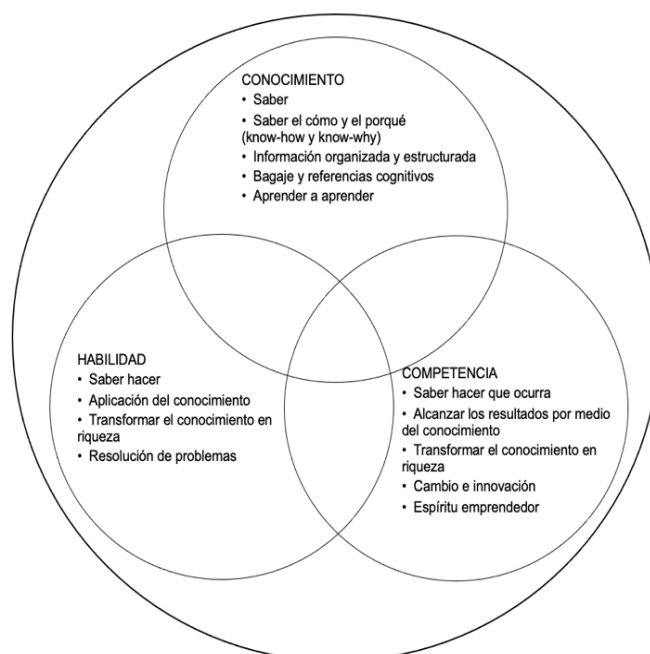 CONOCIMIENTO
• Saber
• Saber el cómo y el porqué
(know-how y know-why)
• Información organizada y estructurada
• Bagaje y referencias cognitivos
• Aprender a aprender
HABILIDAD
• Saber hacer
• Aplicación del conocimiento
• Transformar el conocimiento en
riqueza
• Resolución de problemas
COMPETENCIA
• Saber hacer que ocurra
• Alcanzar los resultados por medio
del conocimiento
• Transformar el conocimiento en
riqueza
• Cambio e innovación
• Espíritu emprendedor